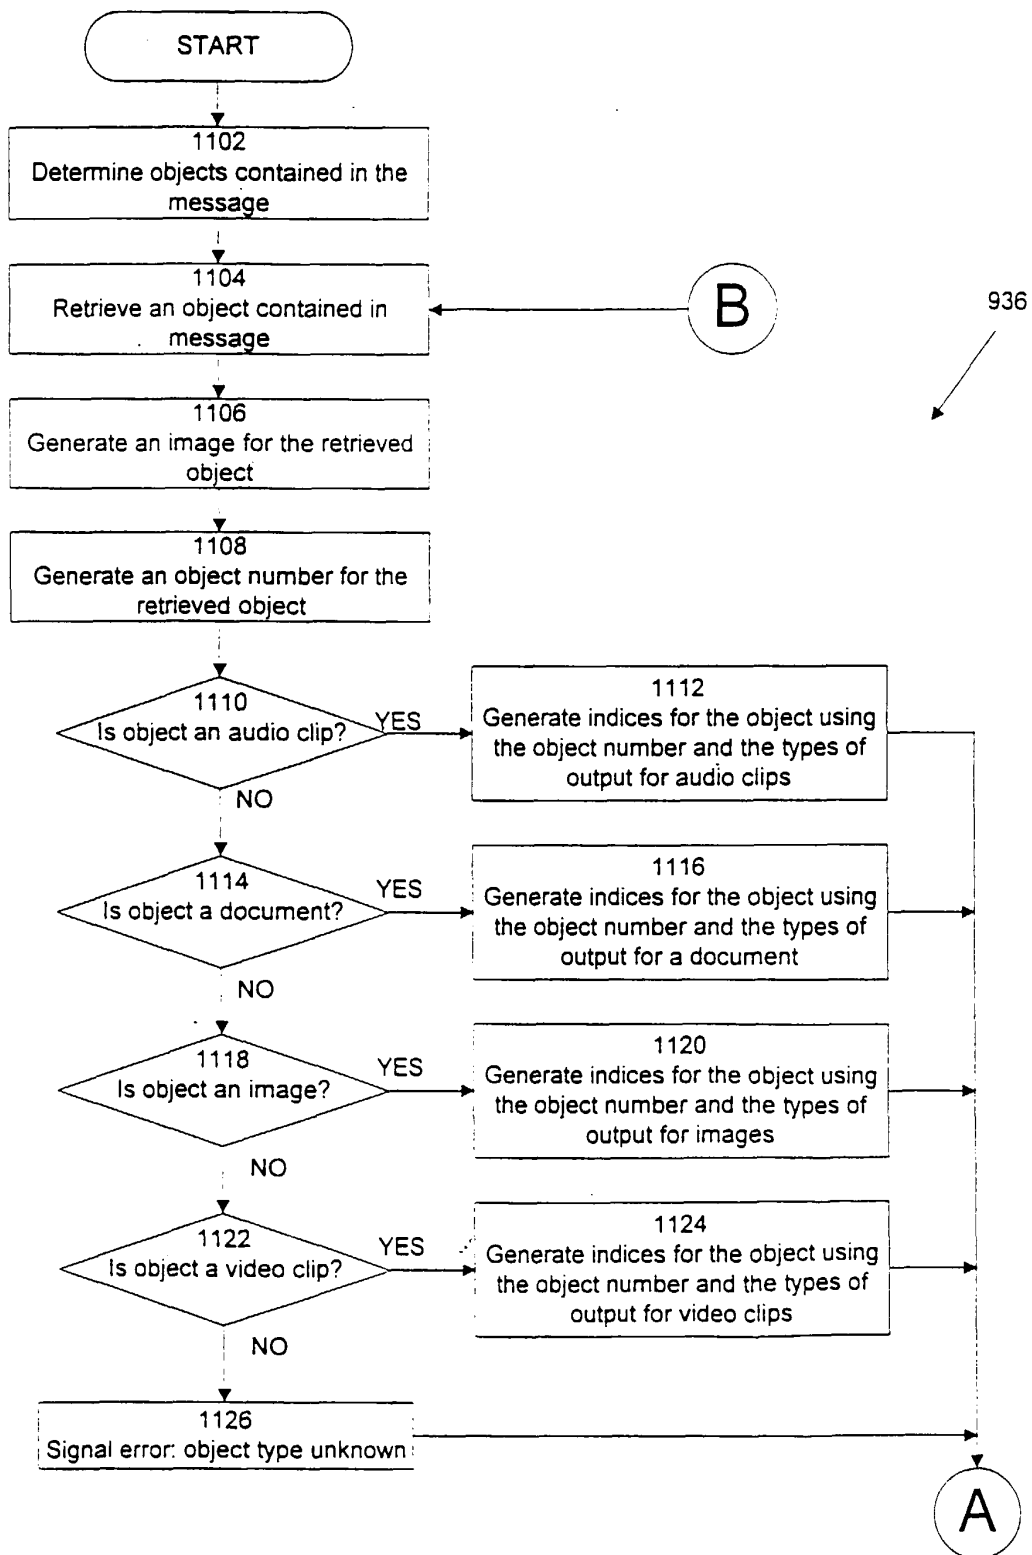 START
1102
Determine objects contained in the
message
1104
Retrieve an object contained in
message
B
936
1106
Generate an image for the retrieved
object
1108
Generate an object number for the
retrieved object
1110
Is object an audio clip?
YES
NO
1112
Generate indices for the object using
the object number and the types of
output for audio clips
1114
Is object a document?
YES
NO
1116
Generate indices for the object using
the object number and the types of
output for a document
1118
Is object an image?
YES
NO
1120
Generate indices for the object using
the object number and the types of
output for images
1122
Is object a video clip?
YES
NO
1124
Generate indices for the object using
the object number and the types of
output for video clips
1126
Signal error: object type unknown
A